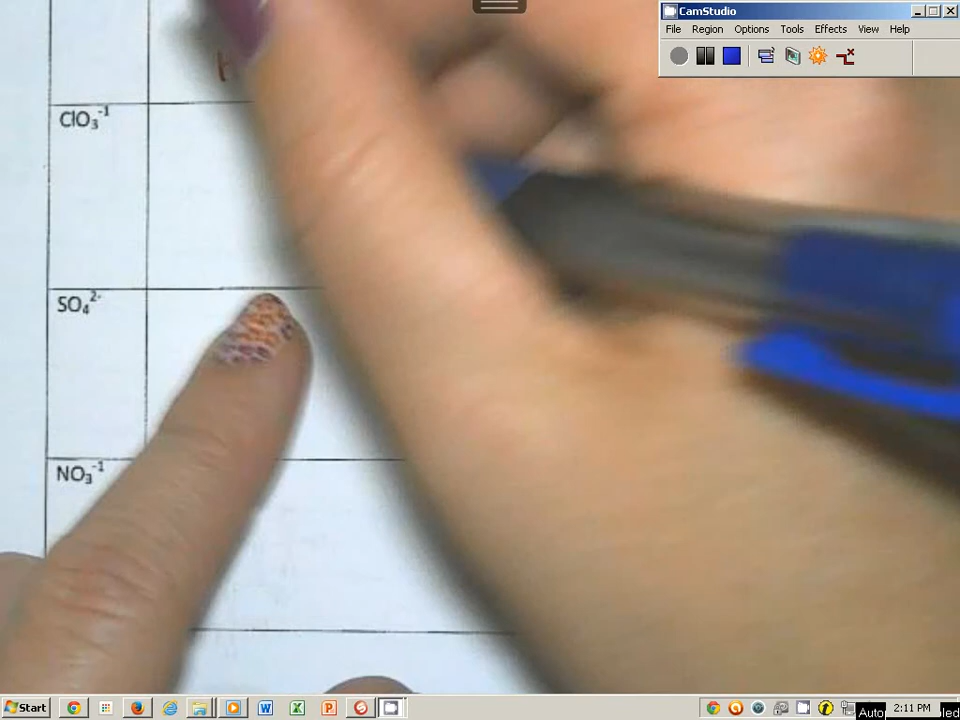 CamStudio
File Region Options Tools Effects View Help
ClO₃⁻¹
SO₄²⁻
NO₃⁻¹
Start
2:11 PM